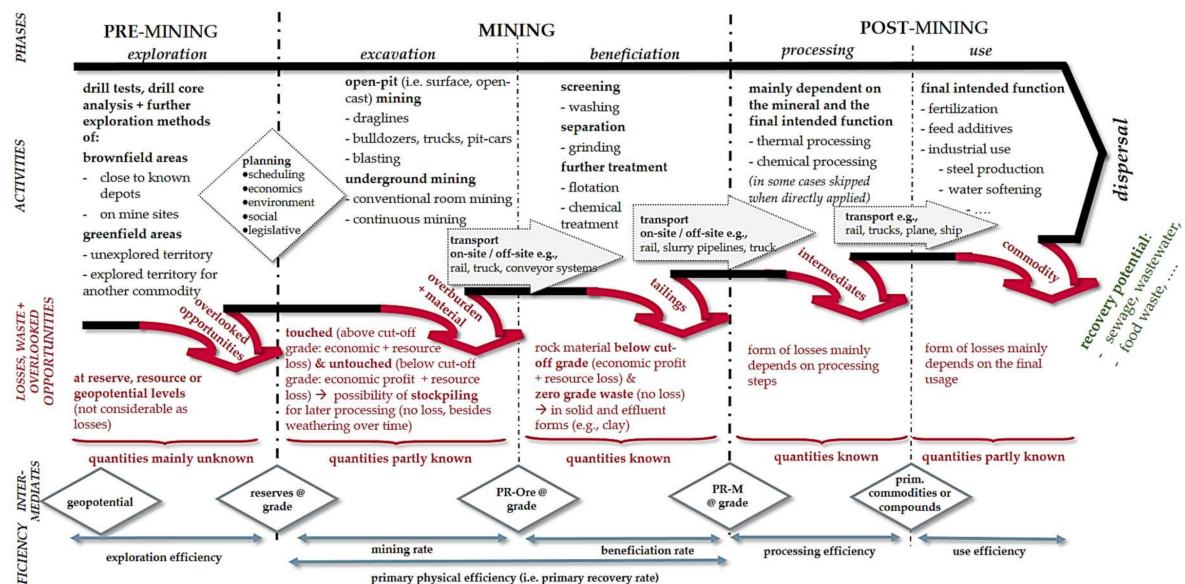 PHASES
PRE-MINING
MINING
POST-MINING
exploration
excavation
beneficiation
processing
use
ACTIVITIES
drill tests, drill core
analysis + further
exploration methods
of:
brownfield areas
- close to known
depots
- on mine sites
greenfield areas
- unexplored territory
- explored territory for
another commodity
planning
●scheduling
●economics
●environment
●social
●legislative
open-pit (i.e. surface, open-
cast) mining
- draglines
- bulldozers, trucks, pit-cars
- blasting
underground mining
- conventional room mining
- continuous mining
transport
on-site / off-site e.g.,
rail, truck, conveyor systems
screening
- washing
separation
- grinding
further treatment
- flotation
- chemical
treatment
transport
on-site / off-site e.g.,
rail, slurry pipelines, truck
mainly dependent on
the mineral and the
final intended function
- thermal processing
- chemical processing
(in some cases skipped
when directly applied)
transport e.g.,
rail, trucks, plane, ship
final intended function
- fertilization
- feed additives
- industrial use
- steel production
- water softening
- ….
dispersal
recovery potential:
- sewage, wastewater,
- food waste, ….
-
LOSSES, WASTE +
OVERLOOKED
OPPORTUNITIES
overlooked
opportunities
overburden
+ material
tailings
intermediates
commodity
at reserve, resource or
geopotential levels
(not considerable as
losses)
touched (above cut-off
grade: economic + resource
loss) & untouched (below cut-off
grade: economic profit + resource
loss) → possibility of stockpiling
for later processing (no loss, besides
weathering over time)
rock material below cut-
off grade (economic profit
+ resource loss) &
zero grade waste (no loss)
→ in solid and effluent
forms (e.g., clay)
form of losses mainly
depends on processing
steps
form of losses mainly
depends on the final
usage
quantities mainly unknown
quantities partly known
quantities known
quantities known
quantities partly known
INTER-
MEDIATES
geopotential
reserves @
grade
PR-Ore @
grade
PR-M
@ grade
prim.
commodities or
compounds
FICIENCY
exploration efficiency
mining rate
beneficiation rate
processing efficiency
use efficiency
primary physical efficiency (i.e. primary recovery rate)